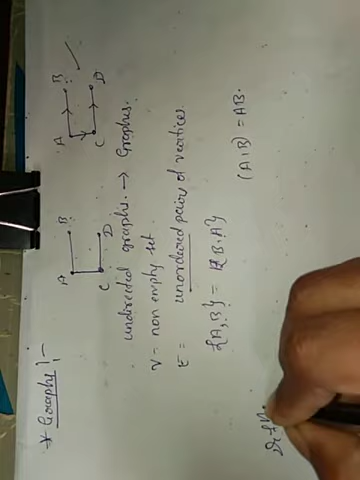 * Graphs :-
A B
C D
A B
C D
undirected graphs. → Graphs.
V = non empty set
E = unordered pairs of vertices.
{A, B} = {B, A}
(A,B) = AB.